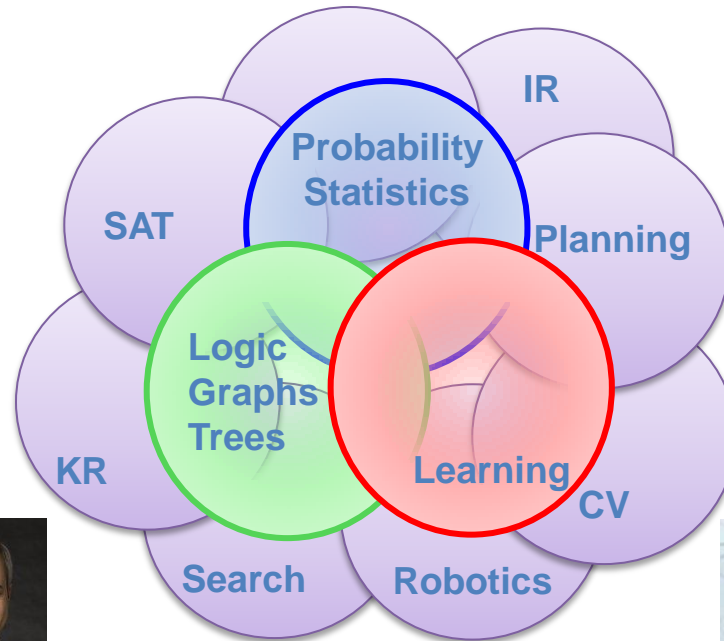 IR
Probability
Statistics
SAT
Planning
Logic
Graphs
Trees
KR
Learning
CV
Search
Robotics